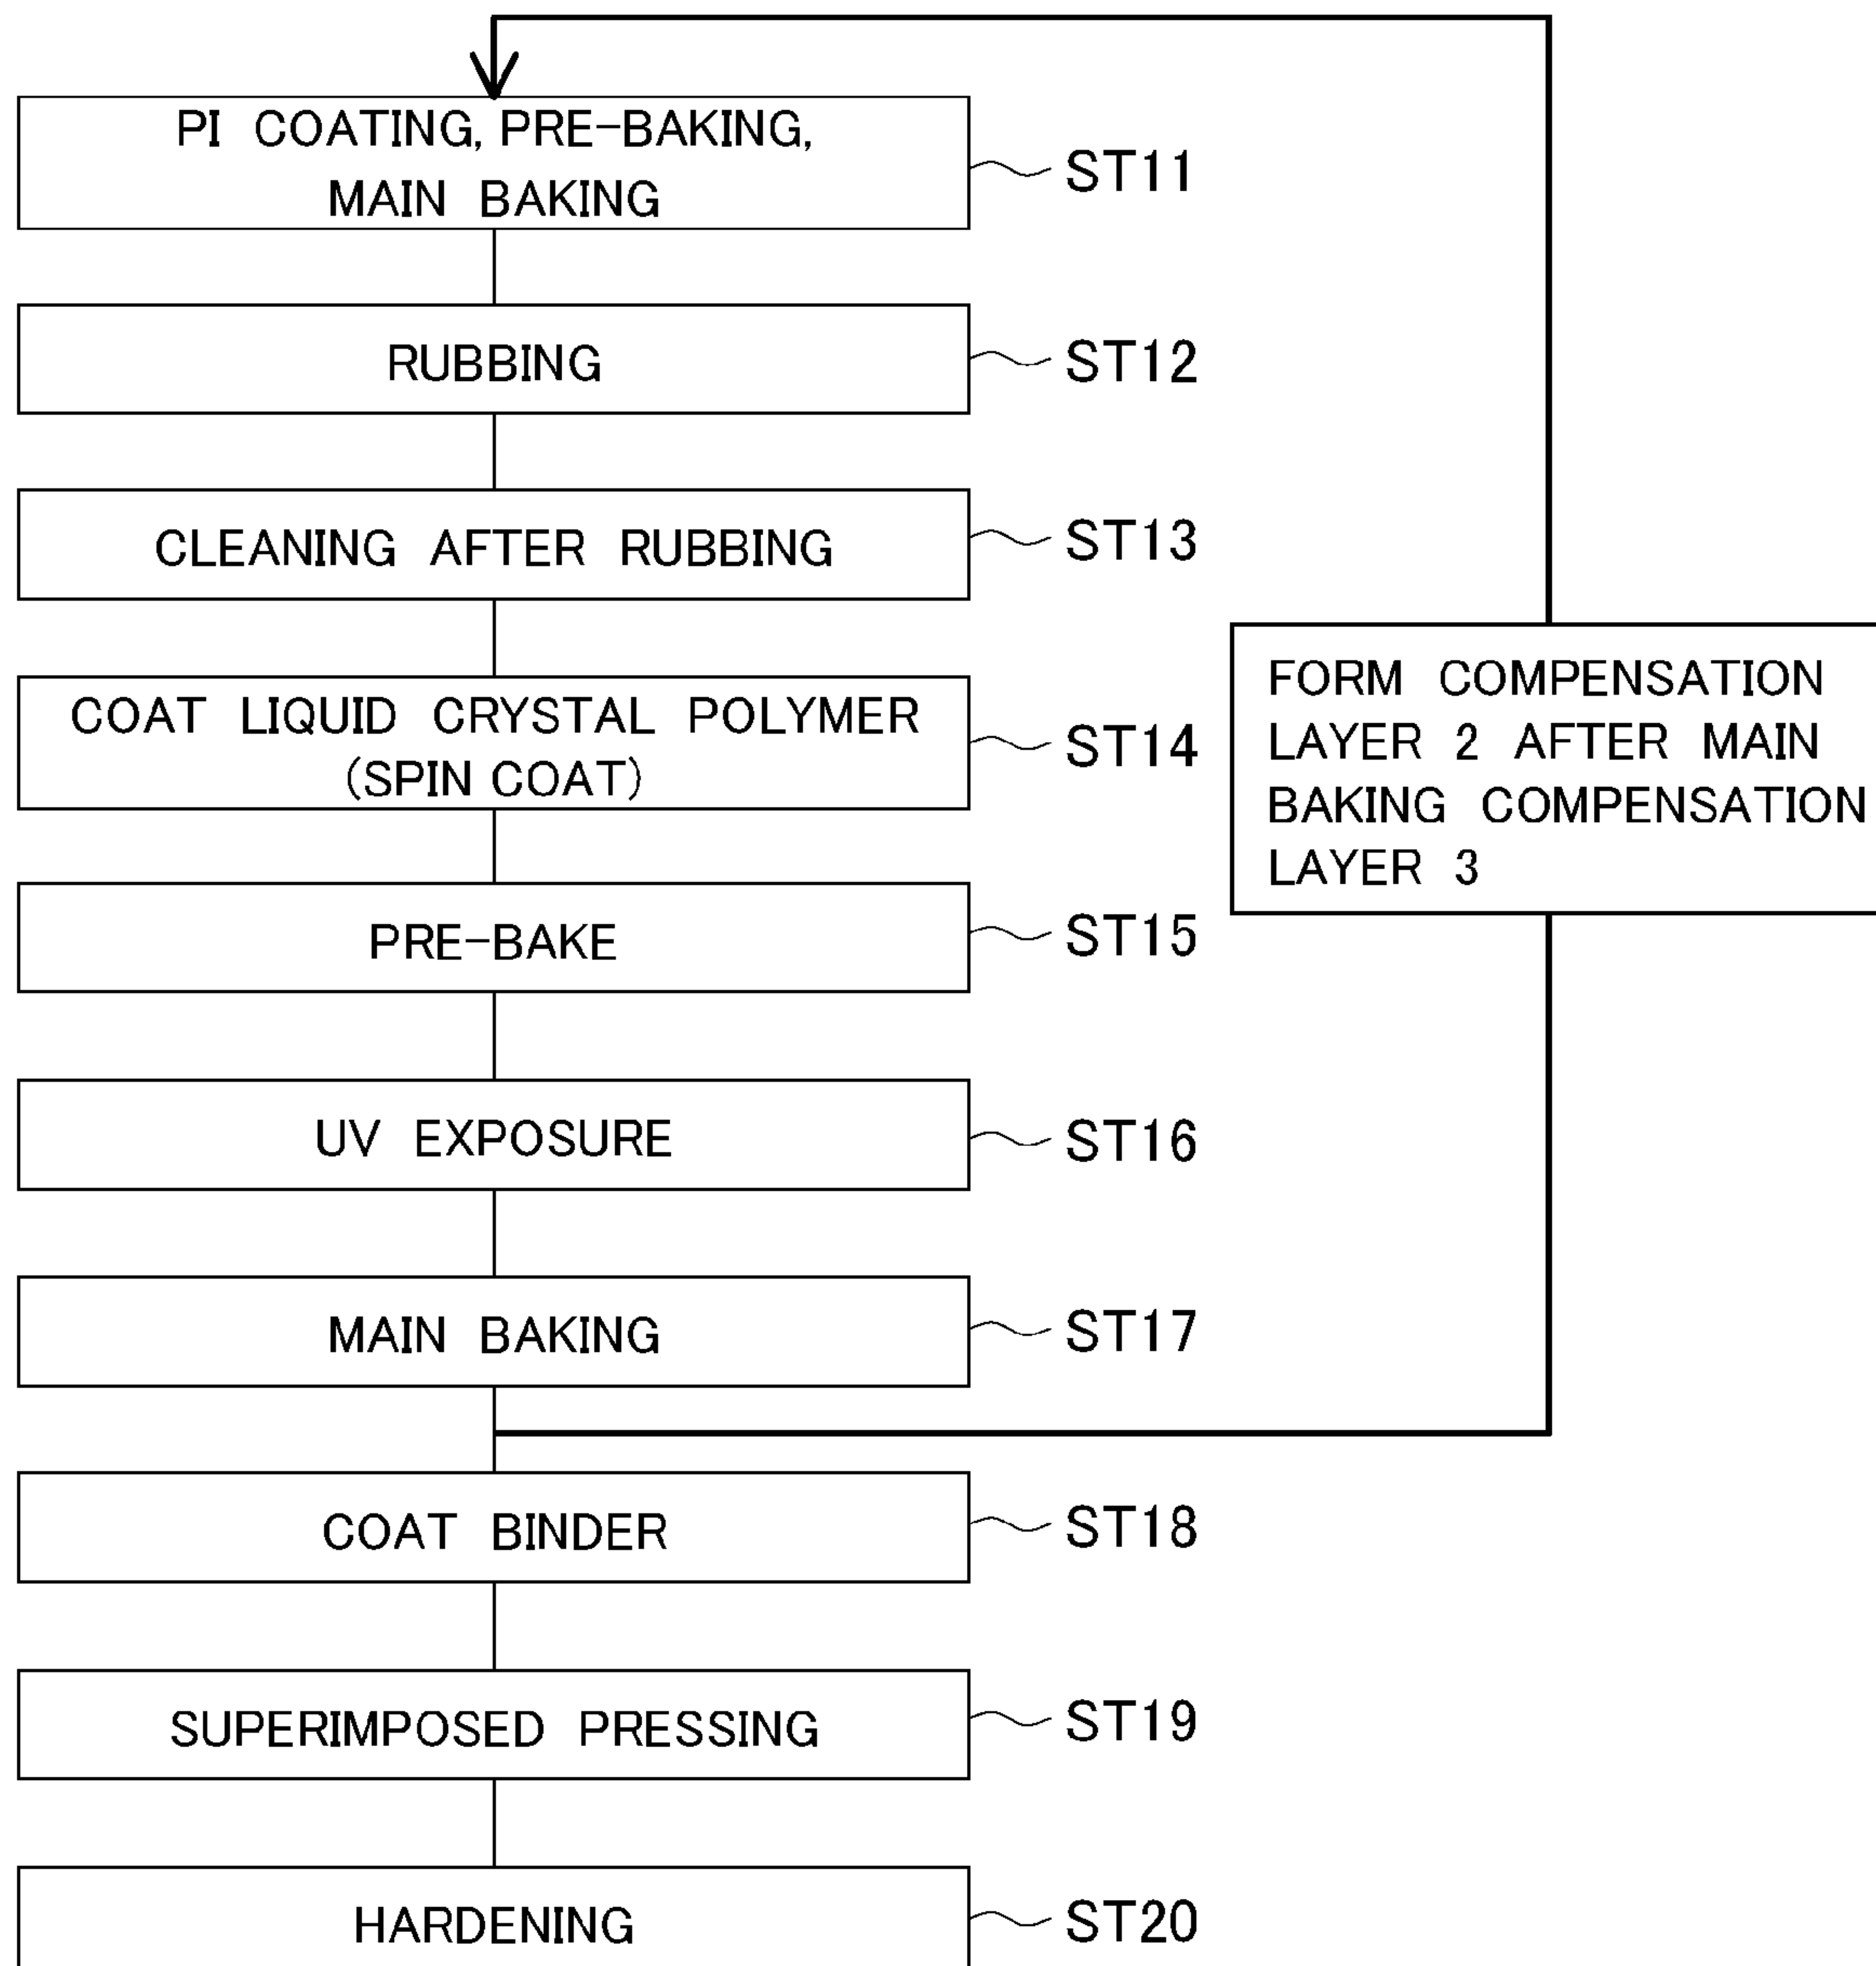 PI COATING, PRE-BAKING,
MAIN BAKING
ST11
RUBBING
ST12
CLEANING AFTER RUBBING
ST13
COAT LIQUID CRYSTAL POLYMER
(SPIN COAT)
ST14
PRE-BAKE
ST15
UV EXPOSURE
ST16
MAIN BAKING
ST17
FORM COMPENSATION
LAYER 2 AFTER MAIN
BAKING COMPENSATION
LAYER 3
COAT BINDER
ST18
SUPERIMPOSED PRESSING
ST19
HARDENING
ST20